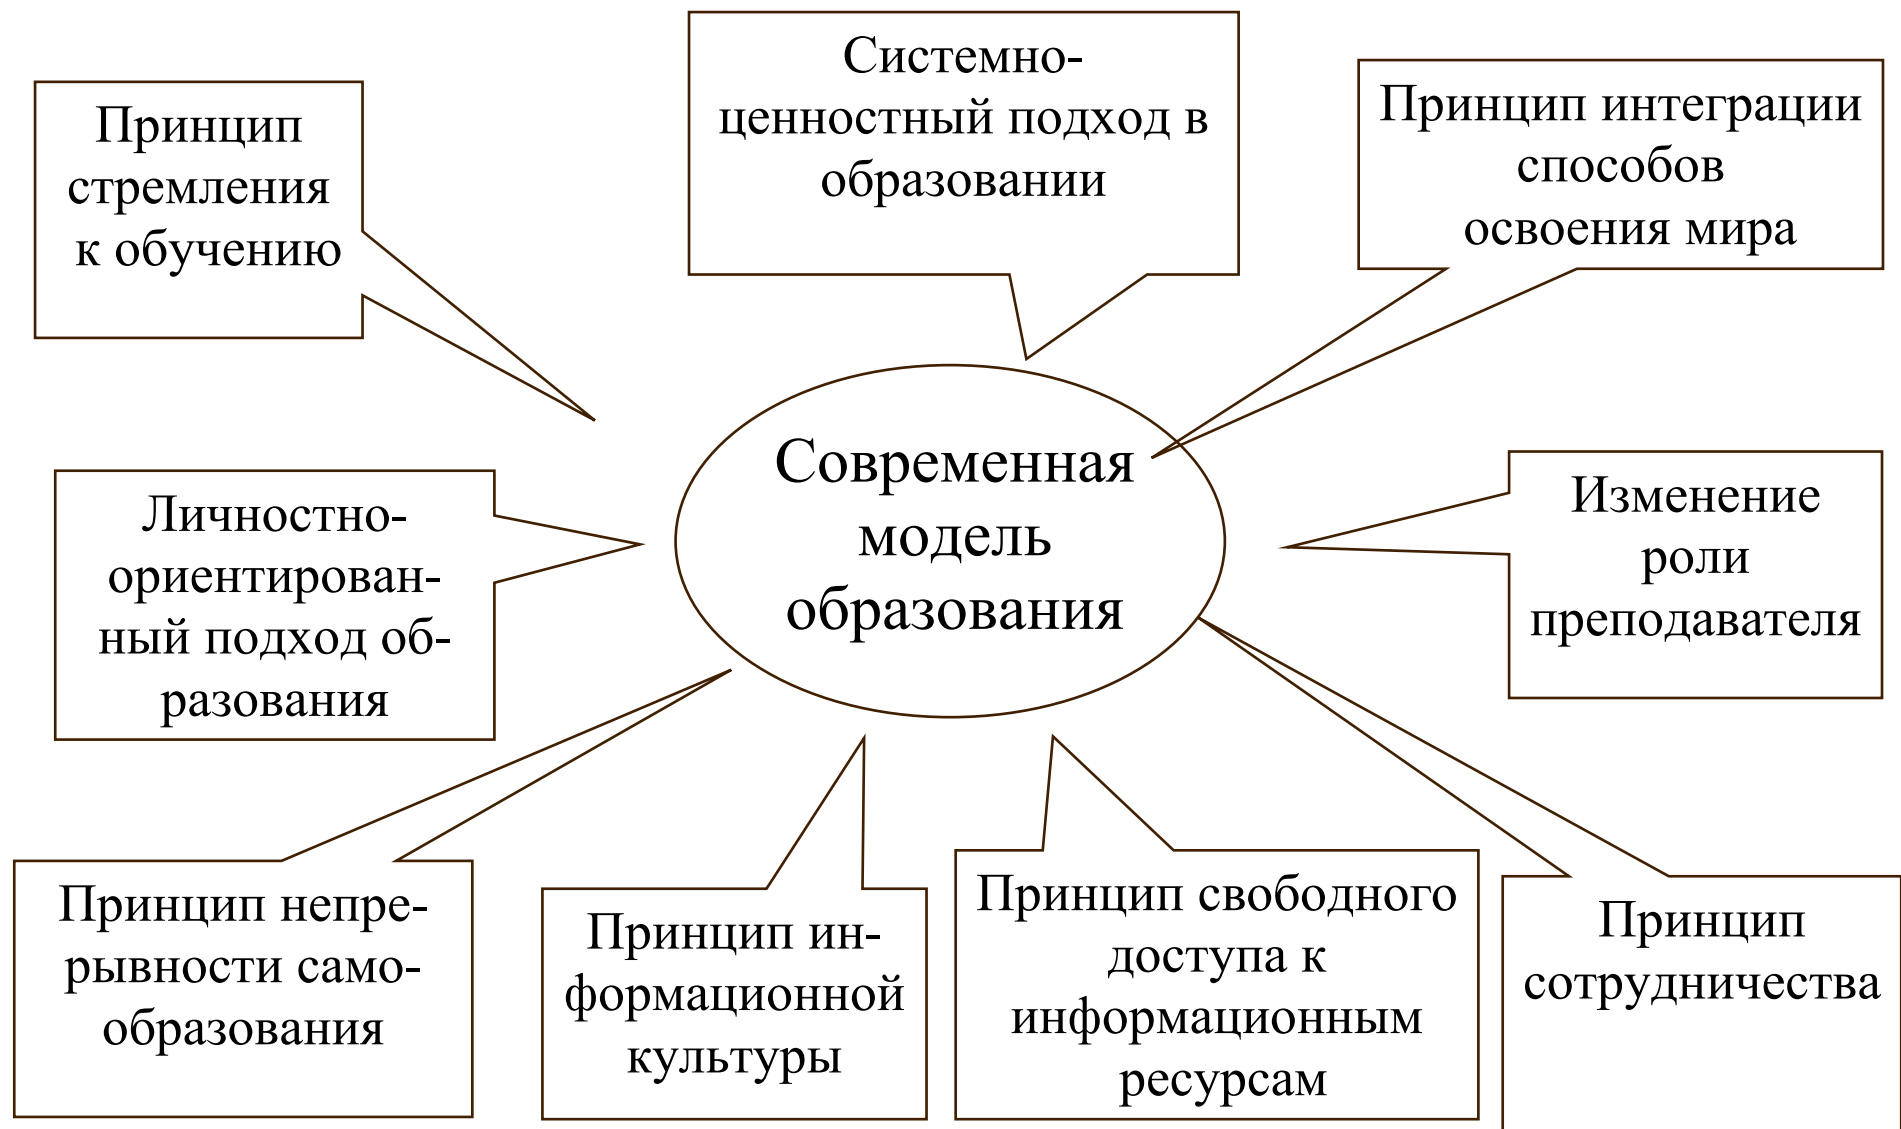 Принцип
стремления
к обучению
Системно-
ценностный подход в
образовании
Принцип интеграции
способов
освоения мира
Личностно-
ориентирован-
ный подход об-
разования
Современная
модель
образования
Изменение
роли
преподавателя
Принцип непре-
рывности само-
образования
Принцип ин-
формационной
культуры
Принцип свободного
доступа к
информационным
ресурсам
Принцип
сотрудничества